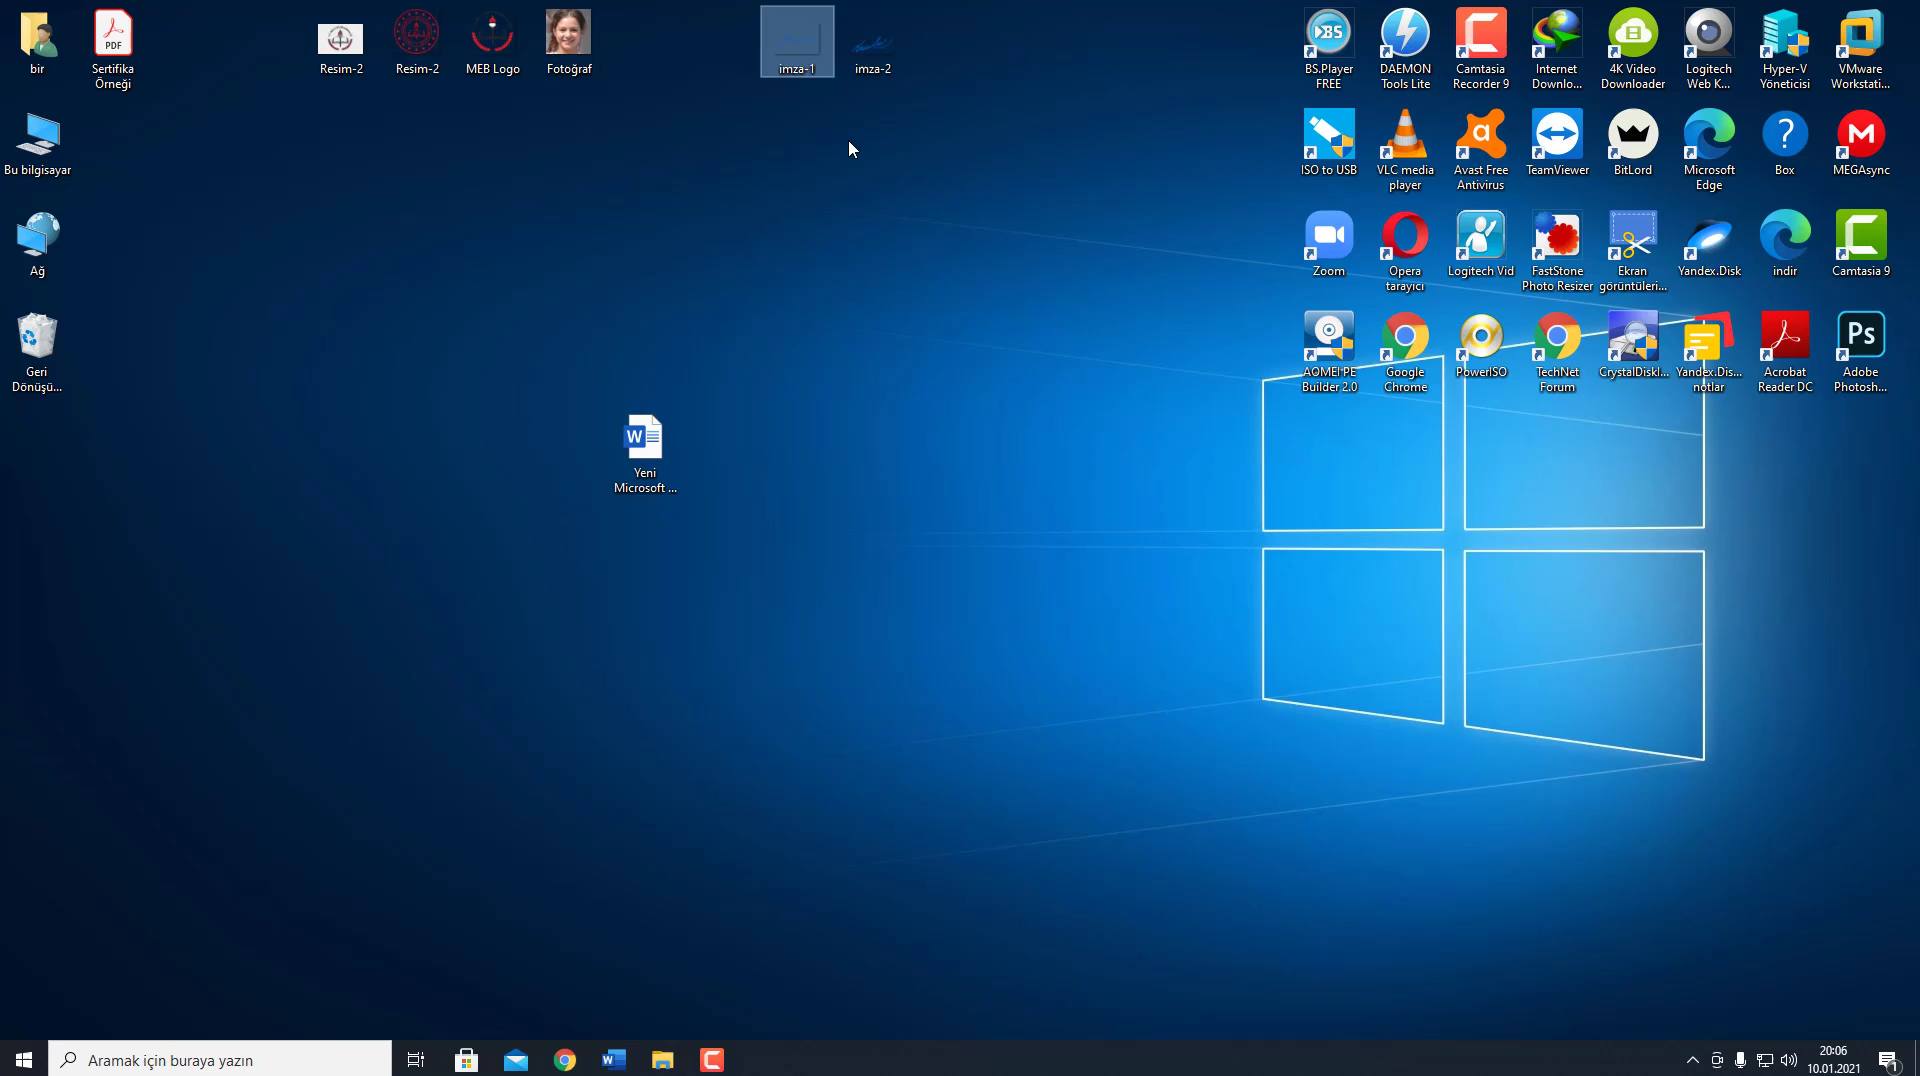 bir
Sertifika
Örneği
Resim-2
Resim-2
MEB Logo
Fotoğraf
imza-1
imza-2
BS.Player
FREE
DAEMON
Tools Lite
Camtasia
Recorder 9
Internet
Downlo...
4K Video
Downloader
Logitech
Web K...
Hyper-V
Yöneticisi
VMware
Workstati...
Bu bilgisayar
ISO to USB
VLC media
player
Avast Free
Antivirus
TeamViewer
BitLord
Microsoft
Edge
Box
MEGAsync
Ağ
Zoom
Opera
tarayıcı
Logitech Vid
FastStone
Photo Resizer
Ekran
görüntüleri...
Yandex.Disk
indir
Camtasia 9
Geri
Dönüşü...
AOMEI PE
Builder 2.0
Google
Chrome
PowerISO
TechNet
Forum
CrystalDiskI...
Yandex.Dis...
notlar
Acrobat
Reader DC
Adobe
Photosh...
Yeni
Microsoft ...
Aramak için buraya yazın
20:06
10.01.2021
1